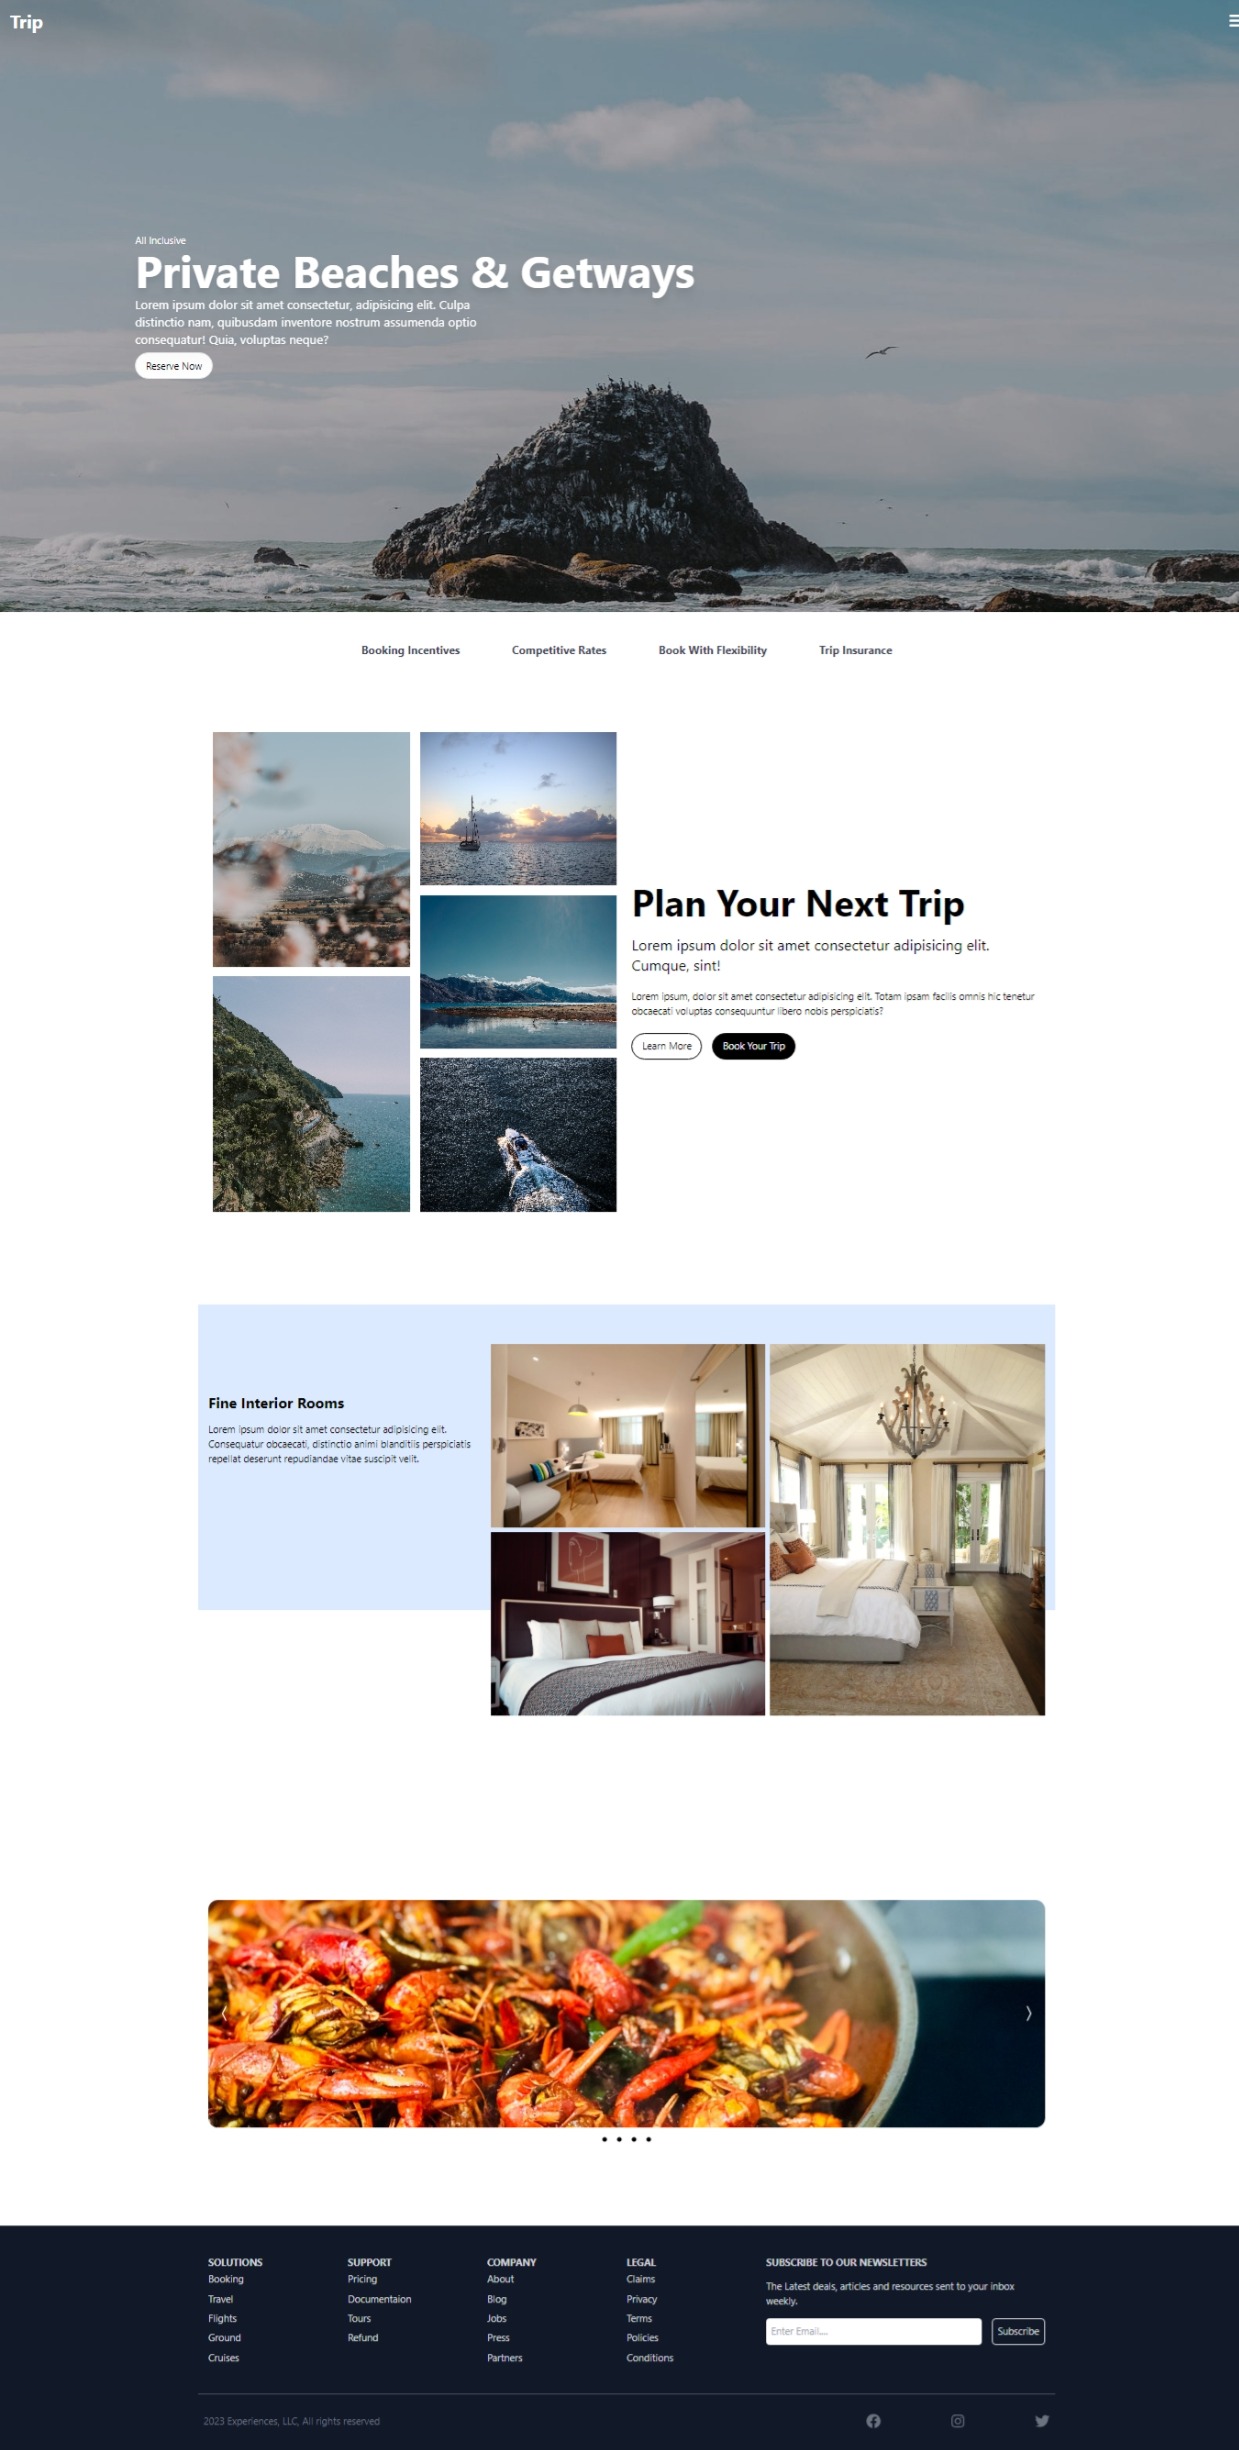 Trip
All Inclusive
Private Beaches & Getways
Lorem ipsum dolor sit amet consectetur, adipisicing elit. Culpa
distinctio nam, quibusdam inventore nostrum assumenda optio
consequatur! Quia, voluptas neque?
Reserve Now
Booking Incentives
Competitive Rates
Book With Flexibility
Trip Insurance
Plan Your Next Trip
Lorem ipsum dolor sit amet consectetur adipisicing elit.
Cumque, sint!
Lorem ipsum, dolor sit amet consectetur adipisicing elit. Totam ipsam facilis omnis hic tenetur
obcaecati voluptas consequuntur libero nobis perspiciatis?
Learn More
Book Your Trip
Fine Interior Rooms
Lorem ipsum dolor sit amet consectetur adipisicing elit.
Consequatur obcaecati, distinctio animi blanditiis perspiciatis
repellat deserunt repudiandae vitae suscipit velit.
SOLUTIONS
Booking
Travel
Flights
Ground
Cruises
SUPPORT
Pricing
Documentaion
Tours
Refund
COMPANY
About
Blog
Jobs
Press
Partners
LEGAL
Claims
Privacy
Terms
Policies
Conditions
SUBSCRIBE TO OUR NEWSLETTERS
The Latest deals, articles and resources sent to your inbox
weekly.
Enter Email....
Subscribe
2023 Experiences, LLC, All rights reserved